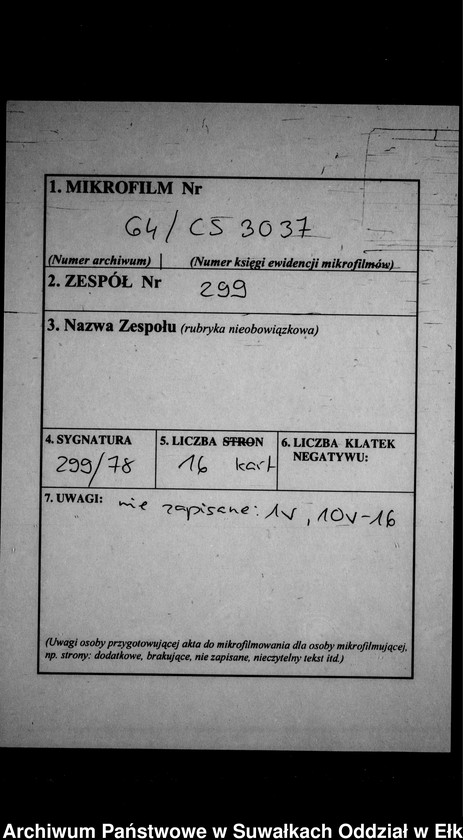 1. MIKROFILM Nr
64/CS 3037
(Numer archiwum) | (Numer księgi ewidencji mikrofilmów)
2. ZESPÓŁ Nr 299
3. Nazwa Zespołu (rubryka nieobowiązkowa)
4. SYGNATURA
299/78
5. LICZBA STRON
16 kart
6. LICZBA KLATEK
NEGATYWU:
7. UWAGI: nie zapisane: 1v, 10v-16
(Uwagi osoby przygotowującej akta do mikrofilmowania dla osoby mikrofilmującej,
np. strony: dodatkowe, brakujące, nie zapisane, nieczytelny tekst itd.)
Archiwum Państwowe w Suwałkach Oddział w Ełk